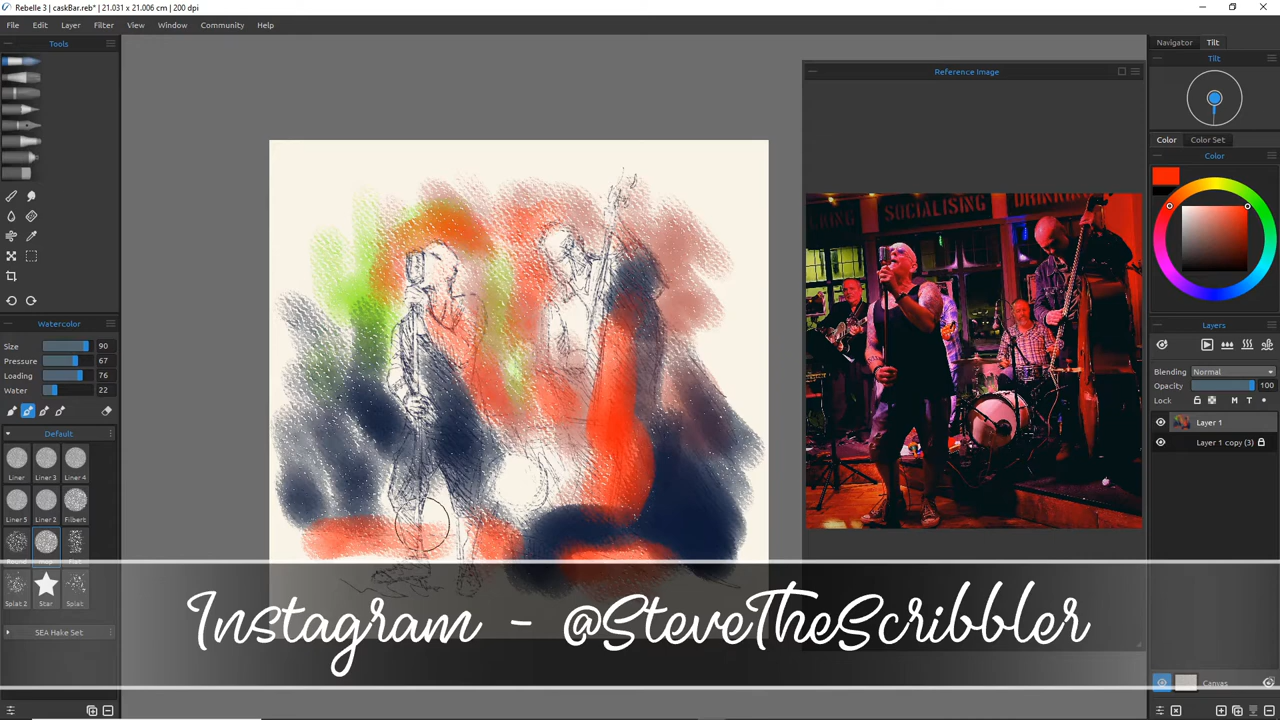 Rebelle 3 | caskBar.reb* | 21.031 x 21,006 cm | 200 dpi
File Edit Layer Filter View Window Community Help
Tools
Navigator Tilt
Tilt
Reference Image
Color Color Set
Color
SOCIALISING DRINKING
Watercolor
Size 90
Pressure 67
Loading 76
Water 22
Default
Liner Liner 3 Liner 4
Liner 5 Liner 2 Filbert
Splat 2 Star Splat
SEA Hake Set
Layers
Blending Normal
Opacity 100
Lock M T
Layer 1
Layer 1 copy (3)
Canvas
Instagram - @SteveTheScribbler